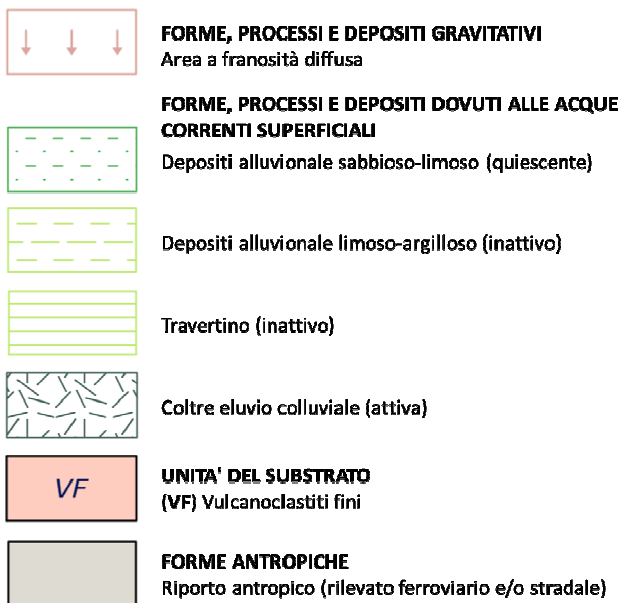 FORME, PROCESSI E DEPOSITI GRAVITATIVI
Area a franosità diffusa
FORME, PROCESSI E DEPOSITI DOVUTI ALLE ACQUE
CORRENTI SUPERFICIALI
Depositi alluvionale sabbioso-limoso (quiescente)
Depositi alluvionale limoso-argilloso (inattivo)
Travertino (inattivo)
Coltre eluvio colluviale (attiva)
VF
UNITA' DEL SUBSTRATO
(VF) Vulcanoclastiti fini
FORME ANTROPICHE
Riporto antropico (rilevato ferroviario e/o stradale)